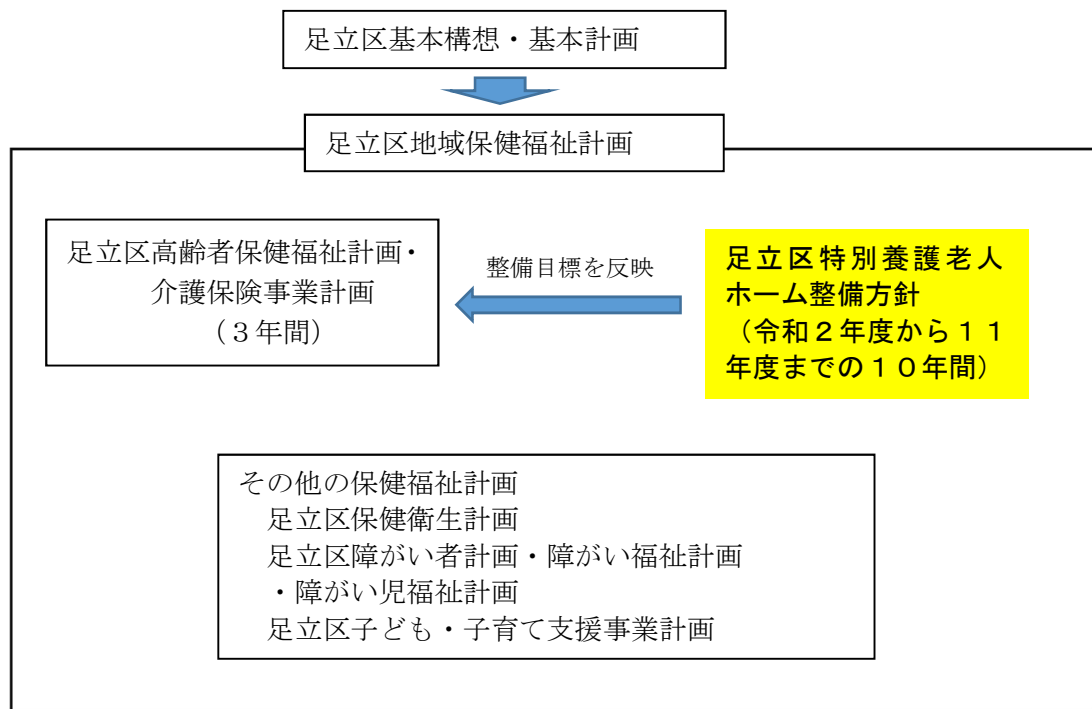 足立区基本構想・基本計画
足立区地域保健福祉計画
足立区高齢者保健福祉計画・
介護保険事業計画
（３年間）
整備目標を反映
足立区特別養護老人
ホーム整備方針
（令和２年度から１１
年度までの１０年間）
その他の保健福祉計画
足立区保健衛生計画
足立区障がい者計画・障がい福祉計画
・障がい児福祉計画
足立区子ども・子育て支援事業計画